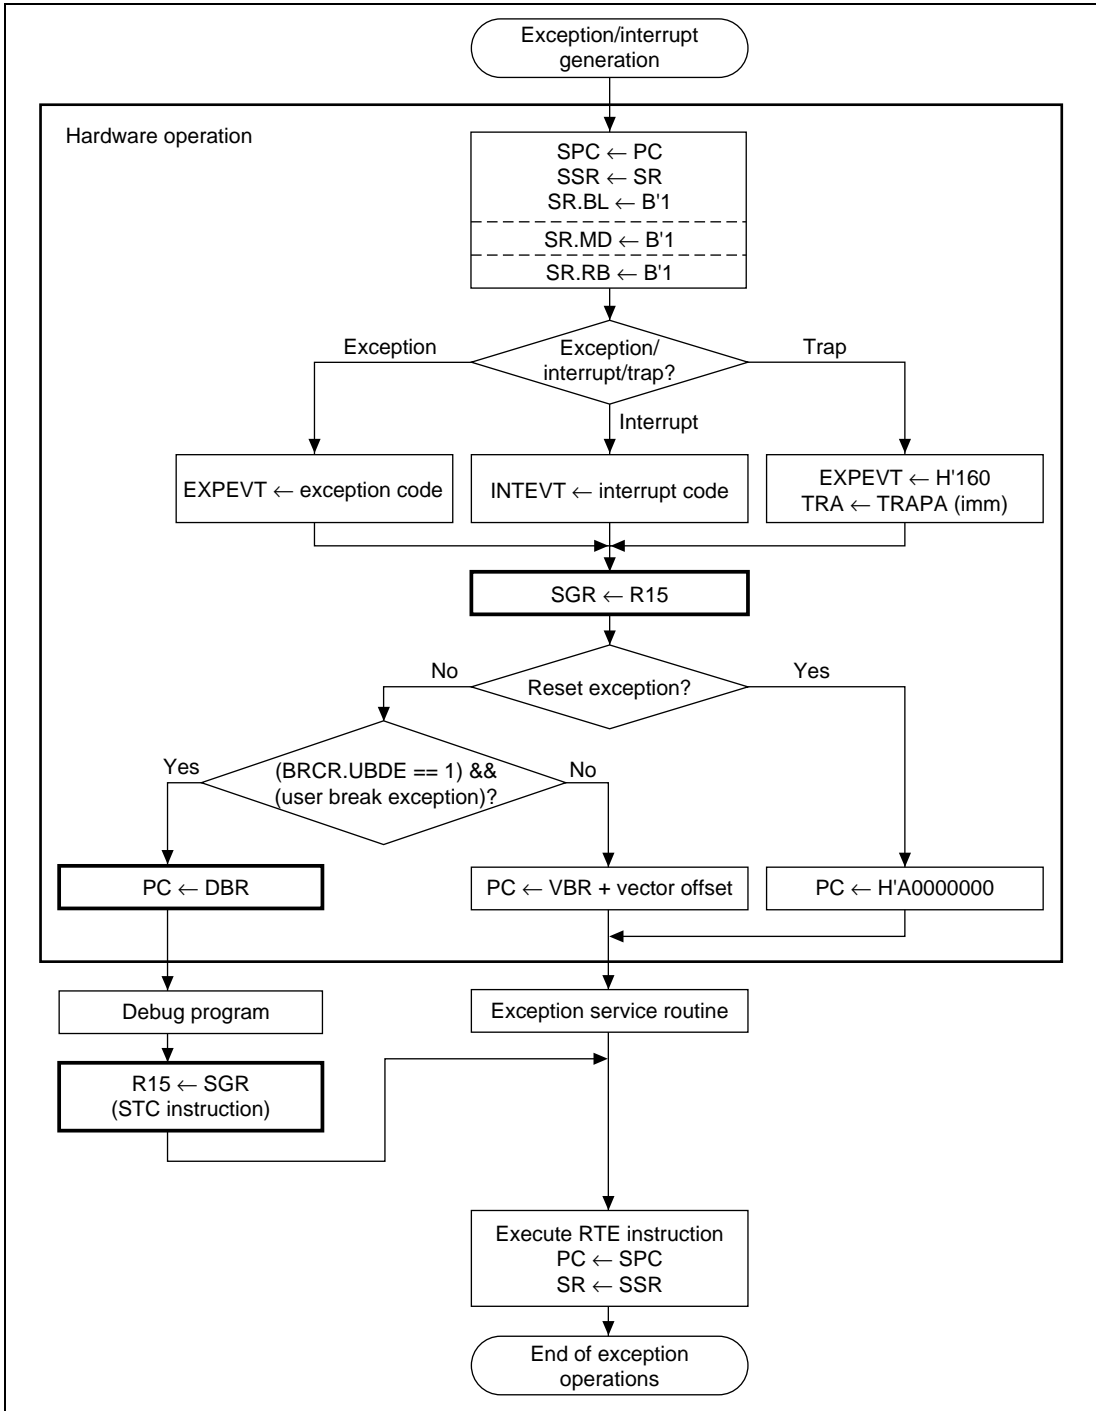 Exception/interrupt
generation
Hardware operation
SPC ← PC
SSR ← SR
SR.BL ← B'1
SR.MD ← B'1
SR.RB ← B'1
Exception
Exception/
interrupt/trap?
Trap
Interrupt
EXPEVT ← exception code
INTEVT ← interrupt code
EXPEVT ← H'160
TRA ← TRAPA (imm)
SGR ← R15
No
Reset exception?
Yes
Yes
(BRCR.UBDE == 1) &&
(user break exception)?
No
PC ← DBR
PC ← VBR + vector offset
PC ← H'A0000000
Debug program
Exception service routine
R15 ← SGR
(STC instruction)
Execute RTE instruction
PC ← SPC
SR ← SSR
End of exception
operations